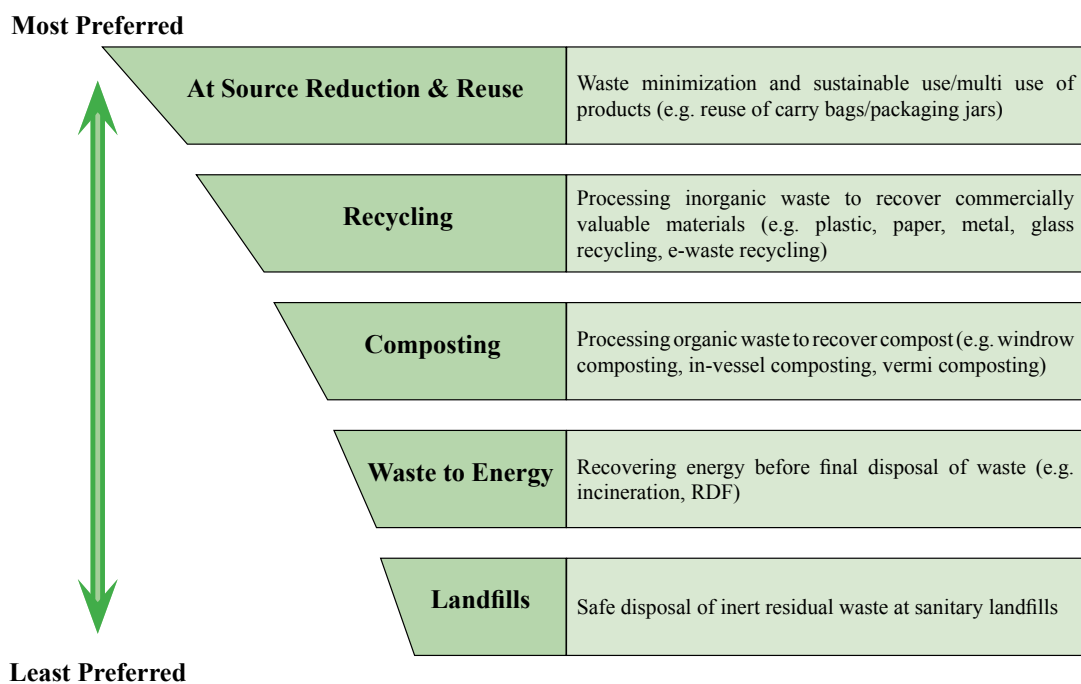 Most Preferred
At Source Reduction & Reuse
Waste minimization and sustainable use/multi use of
products (e.g. reuse of carry bags/packaging jars)
Recycling
Processing inorganic waste to recover commercially
valuable materials (e.g. plastic, paper, metal, glass
recycling, e-waste recycling)
Composting
Processing organic waste to recover compost (e.g. windrow
composting, in-vessel composting, vermi composting)
Waste to Energy
Recovering energy before final disposal of waste (e.g.
incineration, RDF)
Landfills
Safe disposal of inert residual waste at sanitary landfills
Least Preferred